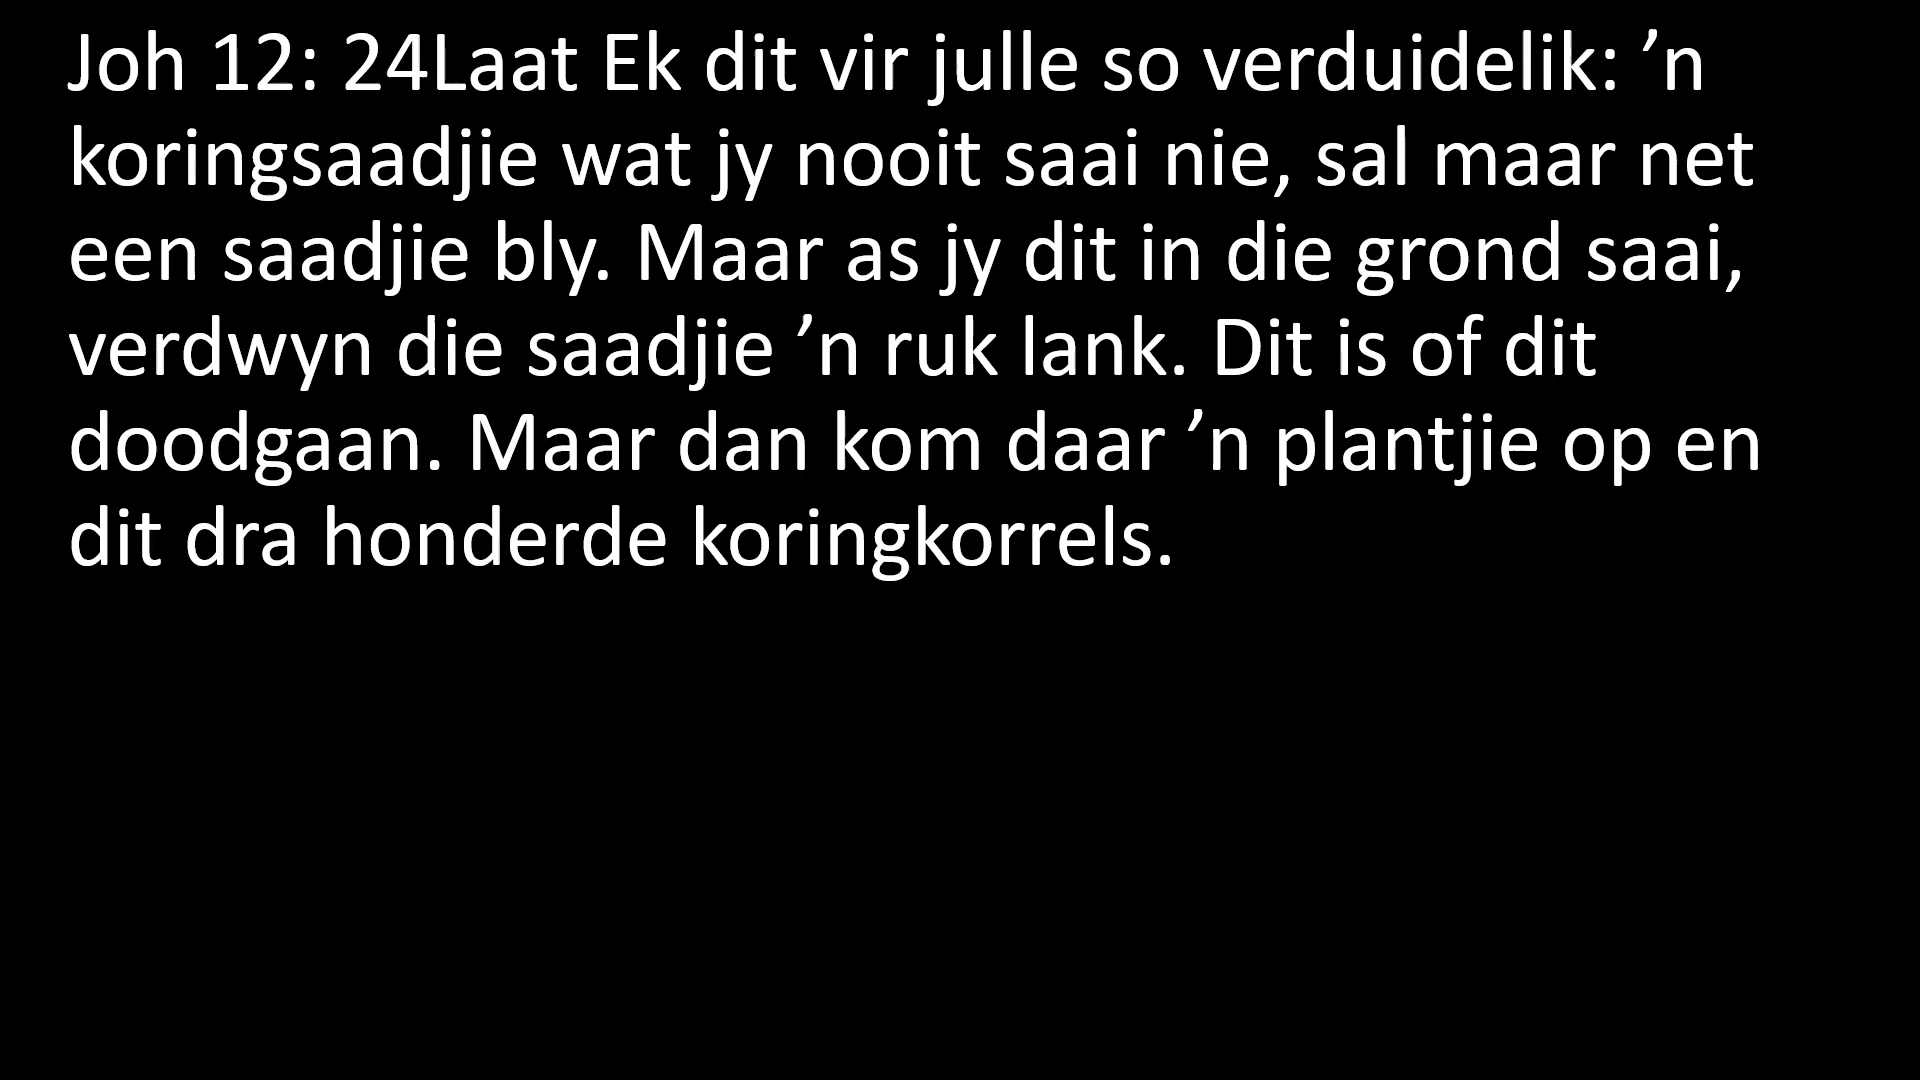 Joh 12: 24Laat Ek dit vir julle so verduidelik: ’n
koringsaadjie wat jy nooit saai nie, sal maar net
een saadjie bly. Maar as jy dit in die grond saai,
verdwyn die saadjie ’n ruk lank. Dit is of dit
doodgaan. Maar dan kom daar ’n plantjie op en
dit dra honderde koringkorrels.